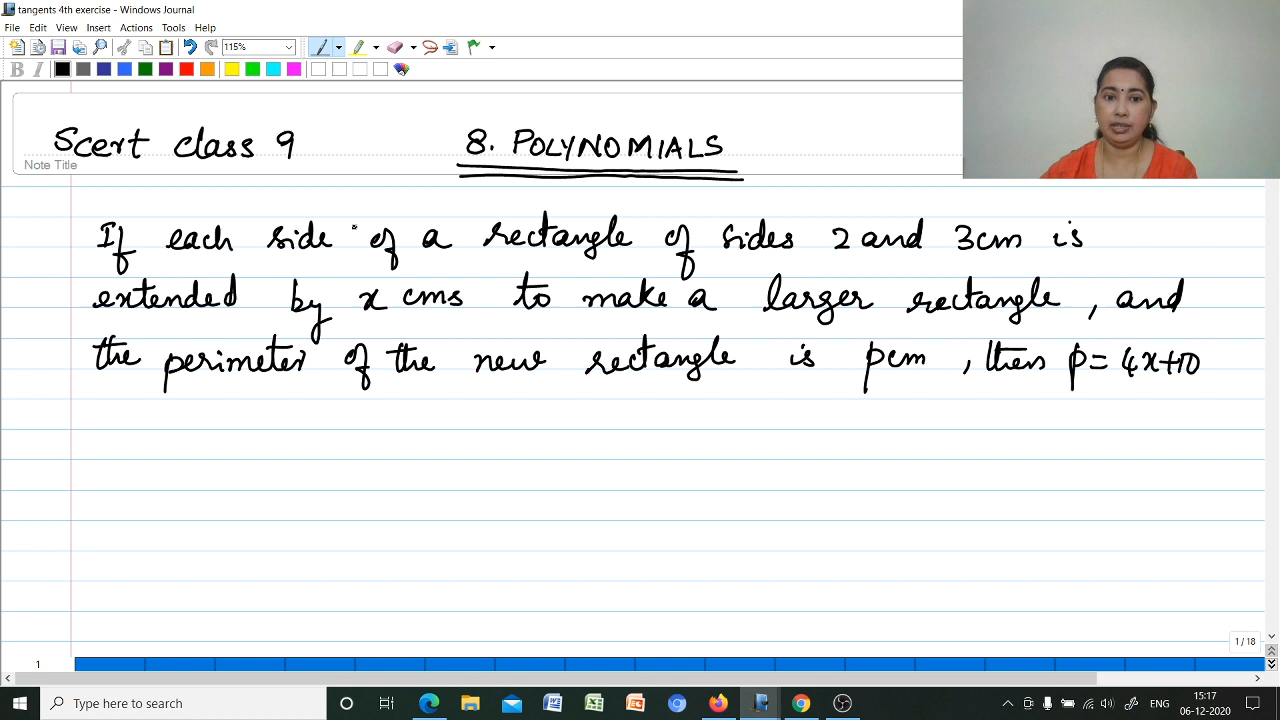 tangents 4th exercise - Windows Journal
File Edit View Insert Actions Tools Help
115%
B I
Scert class 9 8. POLYNOMIALS
Note Title
If each side of a rectangle of sides 2 and 3cm is
extended by x cms to make a larger rectangle, and
the perimeter of the new rectangle is pcm, then p = 4x+10
1 / 18
1
Type here to search
ENG
15:17
06-12-2020